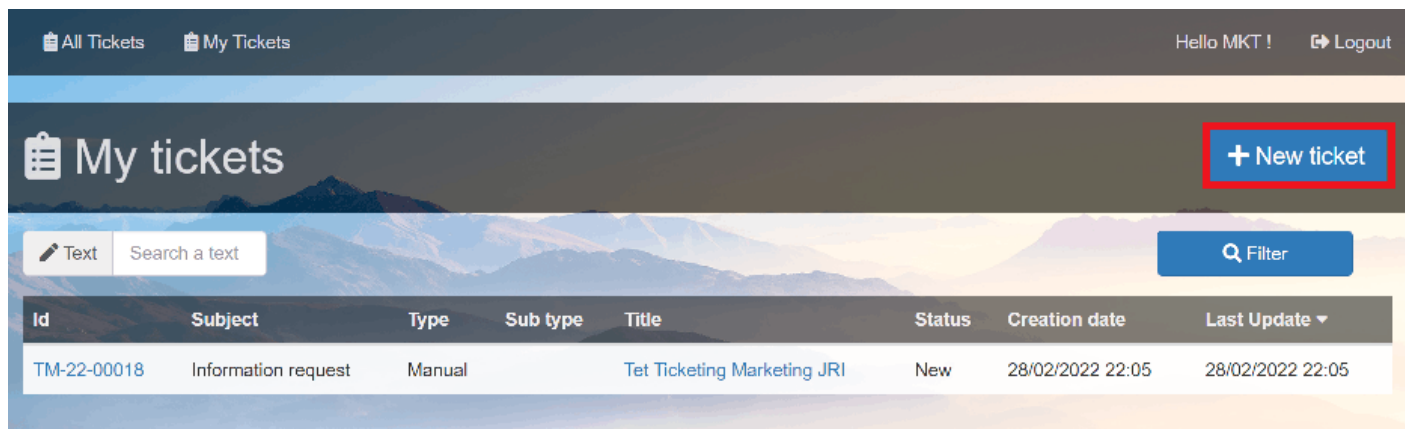 All Tickets My Tickets Hello MKT ! Logout
My tickets + New ticket
Text Search a text Filter
Id Subject Type Sub type Title Status Creation date Last Update
TM-22-00018 Information request Manual Tet Ticketing Marketing JRI New 28/02/2022 22:05 28/02/2022 22:05